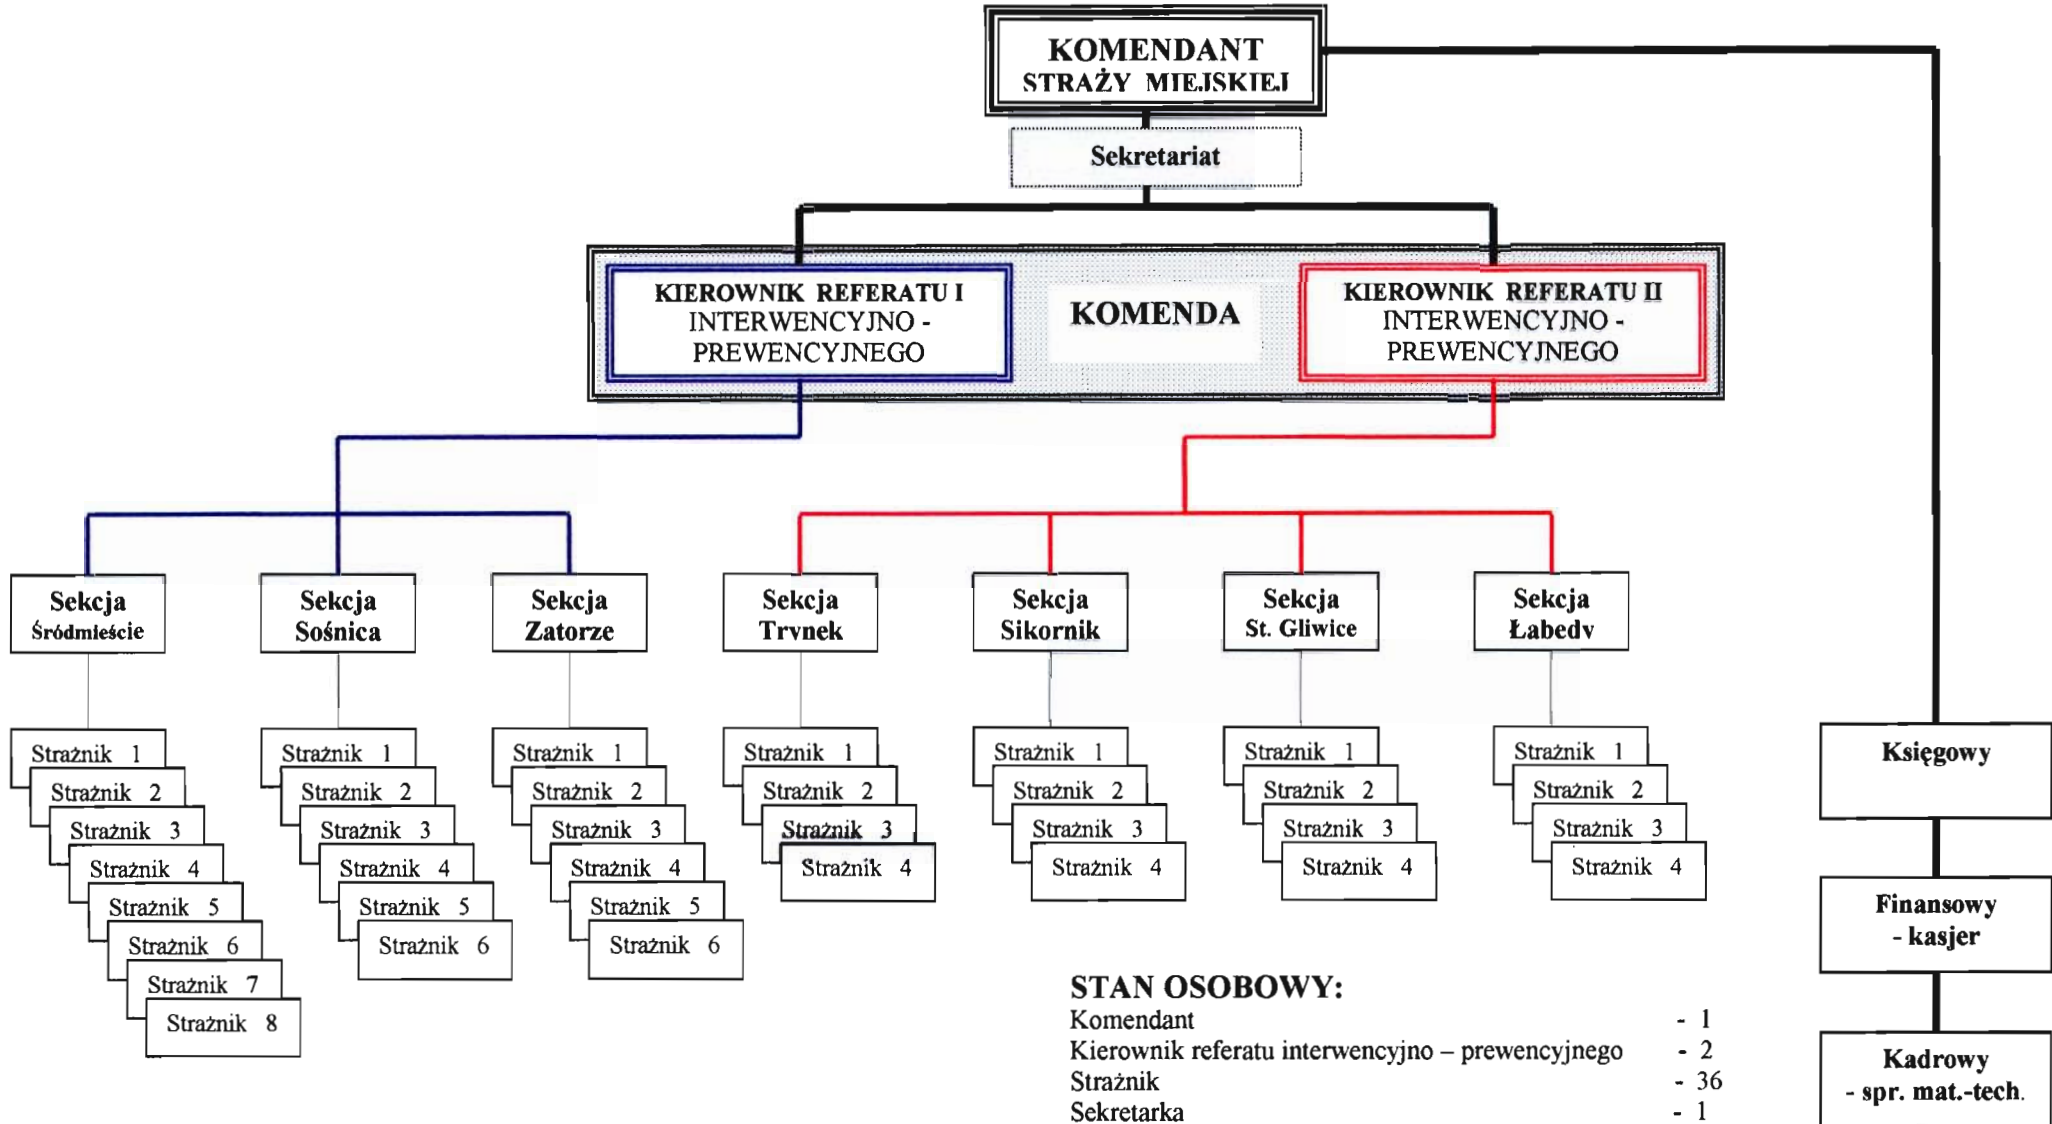 KOMENDANT
STRAŻY MIEJSKIEJ
Sekretariat
KIEROWNIK REFERATU I
INTERWENCYJNO -
PREWENCYJNEGO
KOMENDA
KIEROWNIK REFERATU II
INTERWENCYJNO -
PREWENCYJNEGO
Sekcja
Śródmieście
Sekcja
Sośnica
Sekcja
Zatorze
Sekcja
Trynek
Sekcja
Sikornik
Sekcja
St. Gliwice
Sekcja
Łabedy
Strażnik 1
Strażnik 2
Strażnik 3
Strażnik 4
Strażnik 5
Strażnik 6
Strażnik 7
Strażnik 8
Strażnik 1
Strażnik 2
Strażnik 3
Strażnik 4
Strażnik 5
Strażnik 6
Strażnik 1
Strażnik 2
Strażnik 3
Strażnik 4
Strażnik 5
Strażnik 6
Strażnik 1
Strażnik 2
Strażnik 3
Strażnik 4
Strażnik 1
Strażnik 2
Strażnik 3
Strażnik 4
Strażnik 1
Strażnik 2
Strażnik 3
Strażnik 4
Strażnik 1
Strażnik 2
Strażnik 3
Strażnik 4
Księgowy
Finansowy
- kasjer
Kadrowy
- spr. mat.-tech.
STAN OSOBOWY:
Komendant - 1
Kierownik referatu interwencyjno – prewencyjnego - 2
Strażnik - 36
Sekretarka - 1